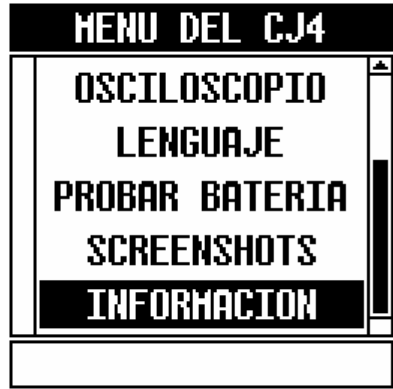 MENU DEL CJ4
OSCILOSCOPIO
LENGUAJE
PROBAR BATERIA
SCREENSHOTS
INFORMACION